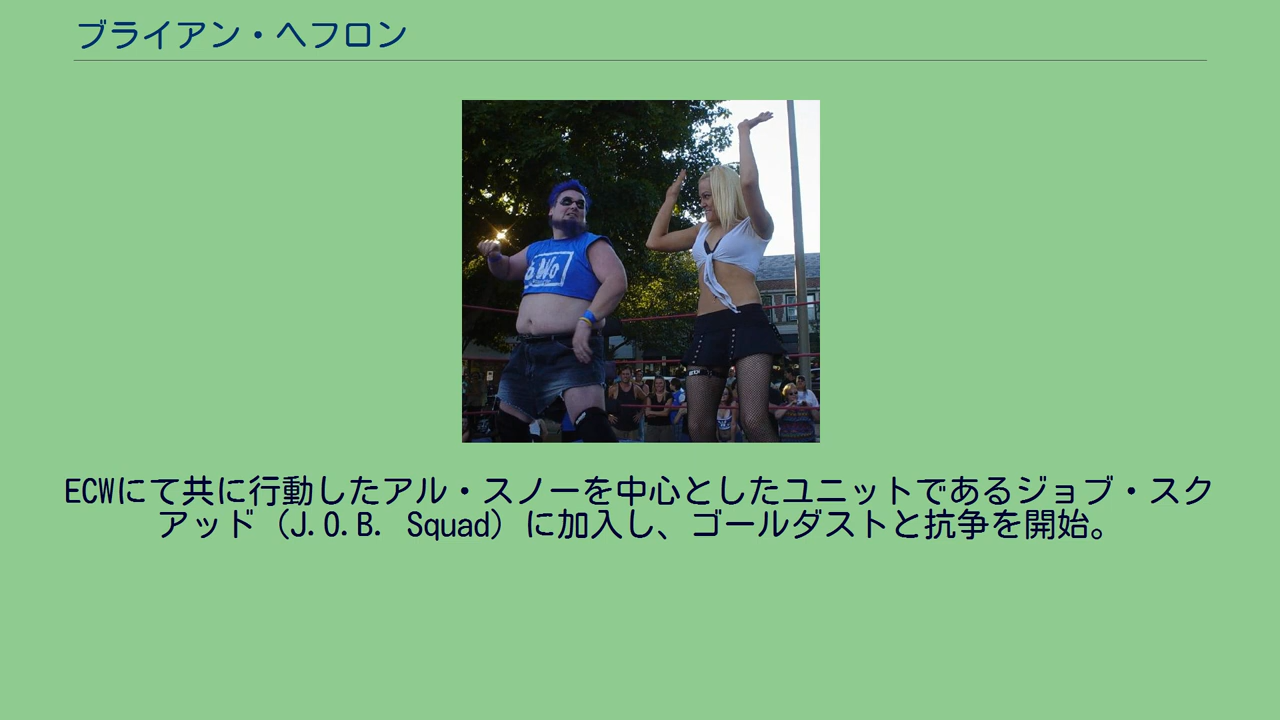 ブライアン・ヘフロン
bWo
ECWにて共に行動したアル・スノーを中心としたユニットであるジョブ・スク
アッド（J.O.B. Squad）に加入し、ゴールダストと抗争を開始。